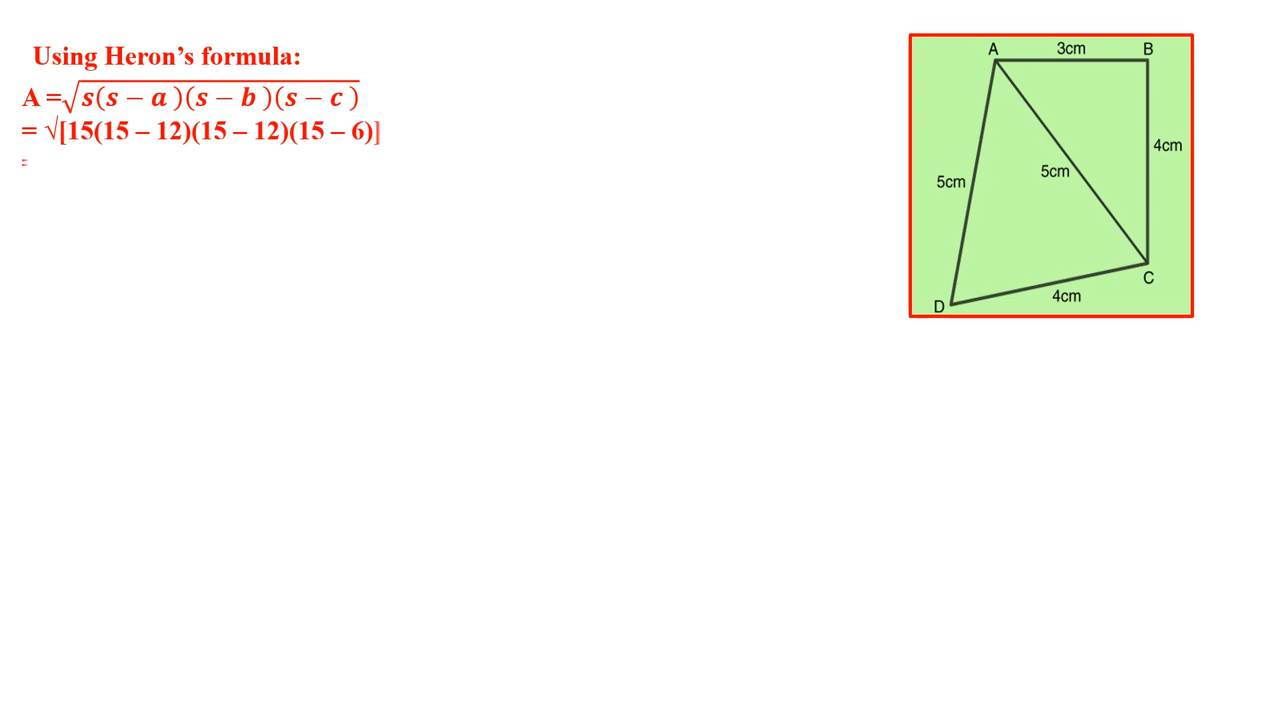 Using Heron's formula:
A =√s(s − a )(s − b )(s − c )
= √[15(15 – 12)(15 – 12)(15 – 6)]
=
A 3cm B
4cm
5cm
5cm
C
4cm
D